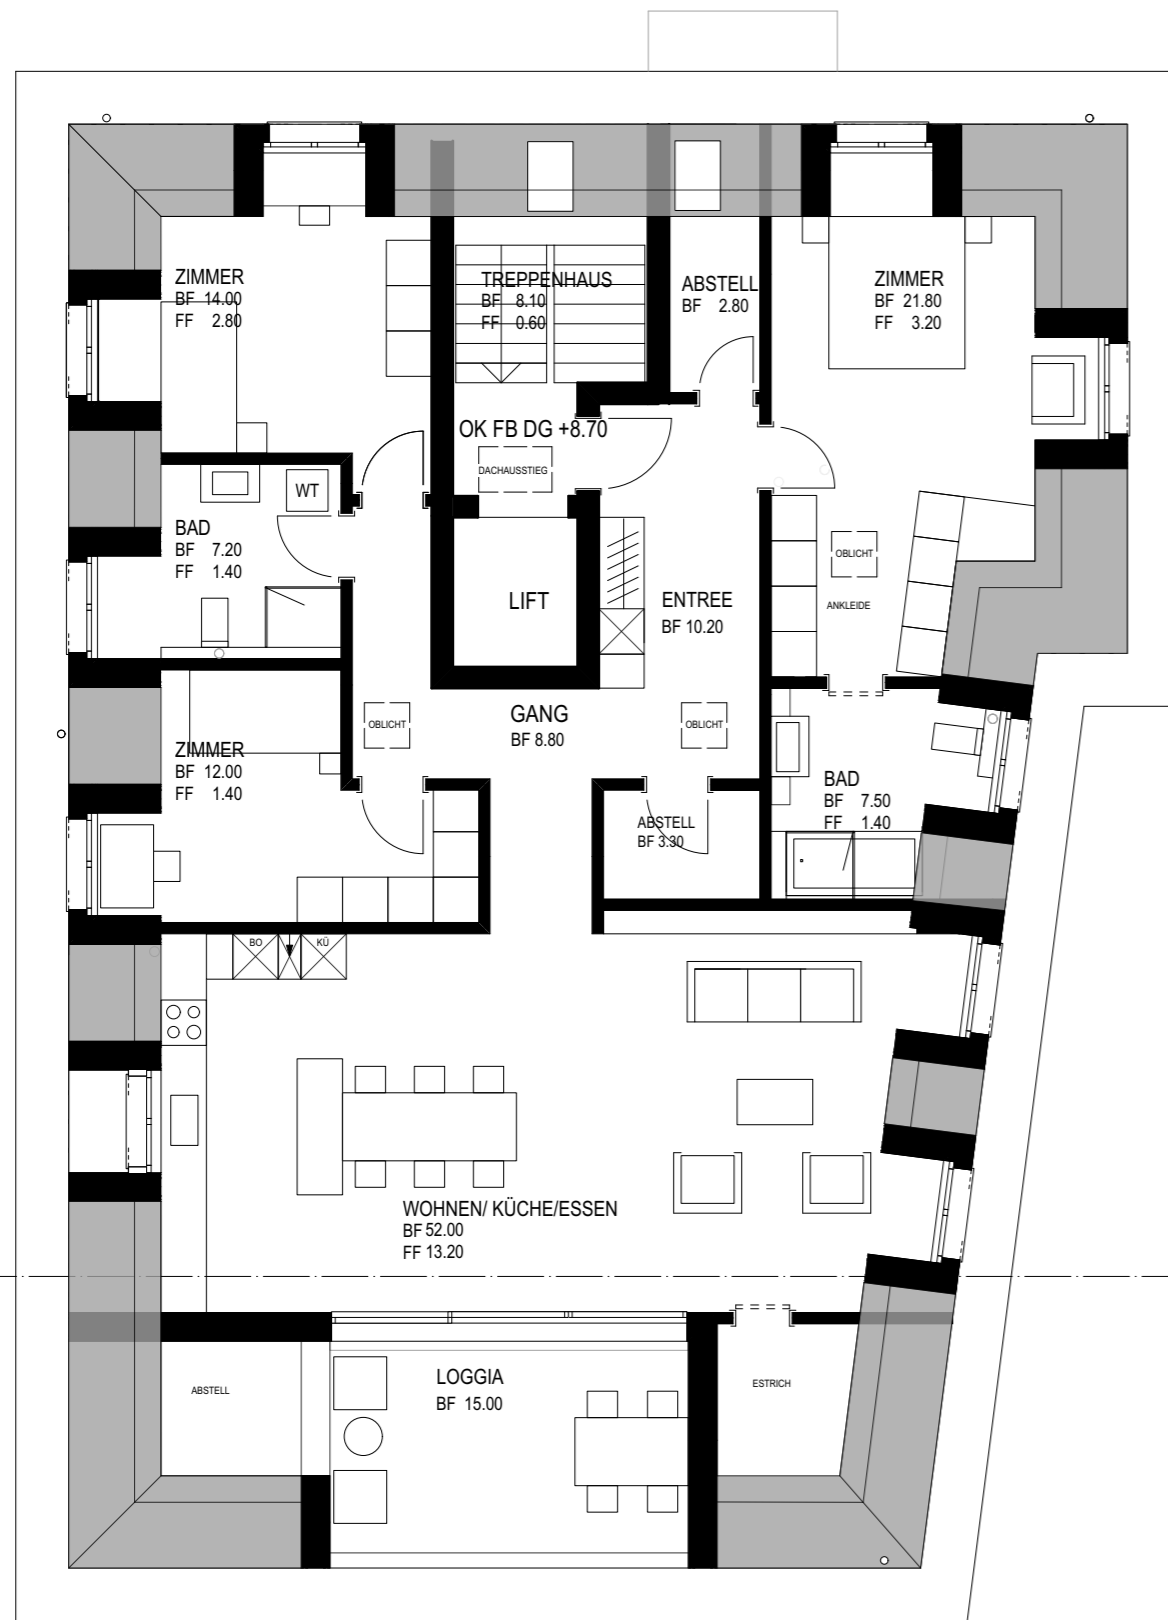 ZIMMER
BF 14.00
FF 2.80
TREPPENHAUS
BF 8.10
FF 0.60
ABSTELL
BF 2.80
ZIMMER
BF 21.80
FF 3.20
OK FB DG +8.70
DACHAUSSTIEG
WT
BAD
BF 7.20
FF 1.40
LIFT
ENTREE
BF 10.20
OBLICHT
ANKLEIDE
GANG
BF 8.80
OBLICHT
OBLICHT
ZIMMER
BF 12.00
FF 1.40
BAD
BF 7.50
FF 1.40
ABSTELL
BF 3.30
BO
KÜ
WOHNEN/ KÜCHE/ESSEN
BF 52.00
FF 13.20
ABSTELL
LOGGIA
BF 15.00
ESTRICH